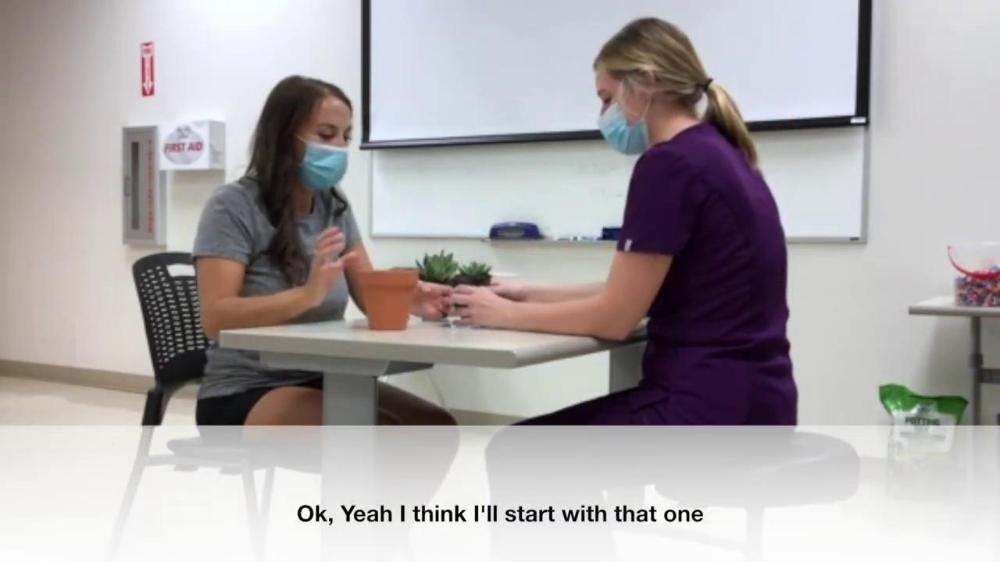 FIRST AID
POTTING
Ok, Yeah I think I'll start with that one